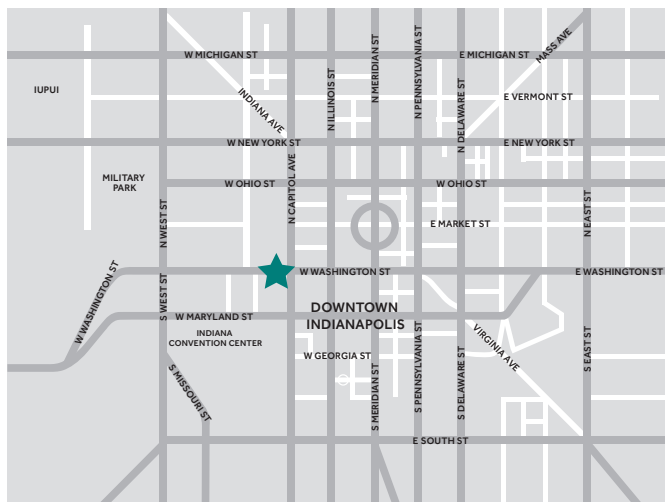 W MICHIGAN ST
E MICHIGAN ST
MASS AVE
N MERIDIAN ST
N PENNSYLVANIA ST
N ILLINOIS ST
N DELAWARE ST
IUPUI
INDIANA AVE
E VERMONT ST
W NEW YORK ST
E NEW YORK ST
MILITARY
PARK
W OHIO ST
W OHIO ST
N CAPITOL AVE
N WEST ST
N EAST ST
E MARKET ST
W WASHINGTON ST
W WASHINGTON ST
E WASHINGTON ST
S WEST ST
DOWNTOWN
INDIANAPOLIS
W MARYLAND ST
INDIANA
CONVENTION CENTER
W GEORGIA ST
VIRGINIA AVE
S EAST ST
S MISSOURI ST
S MERIDIAN ST
S PENNSYLVANIA ST
S DELAWARE ST
E SOUTH ST